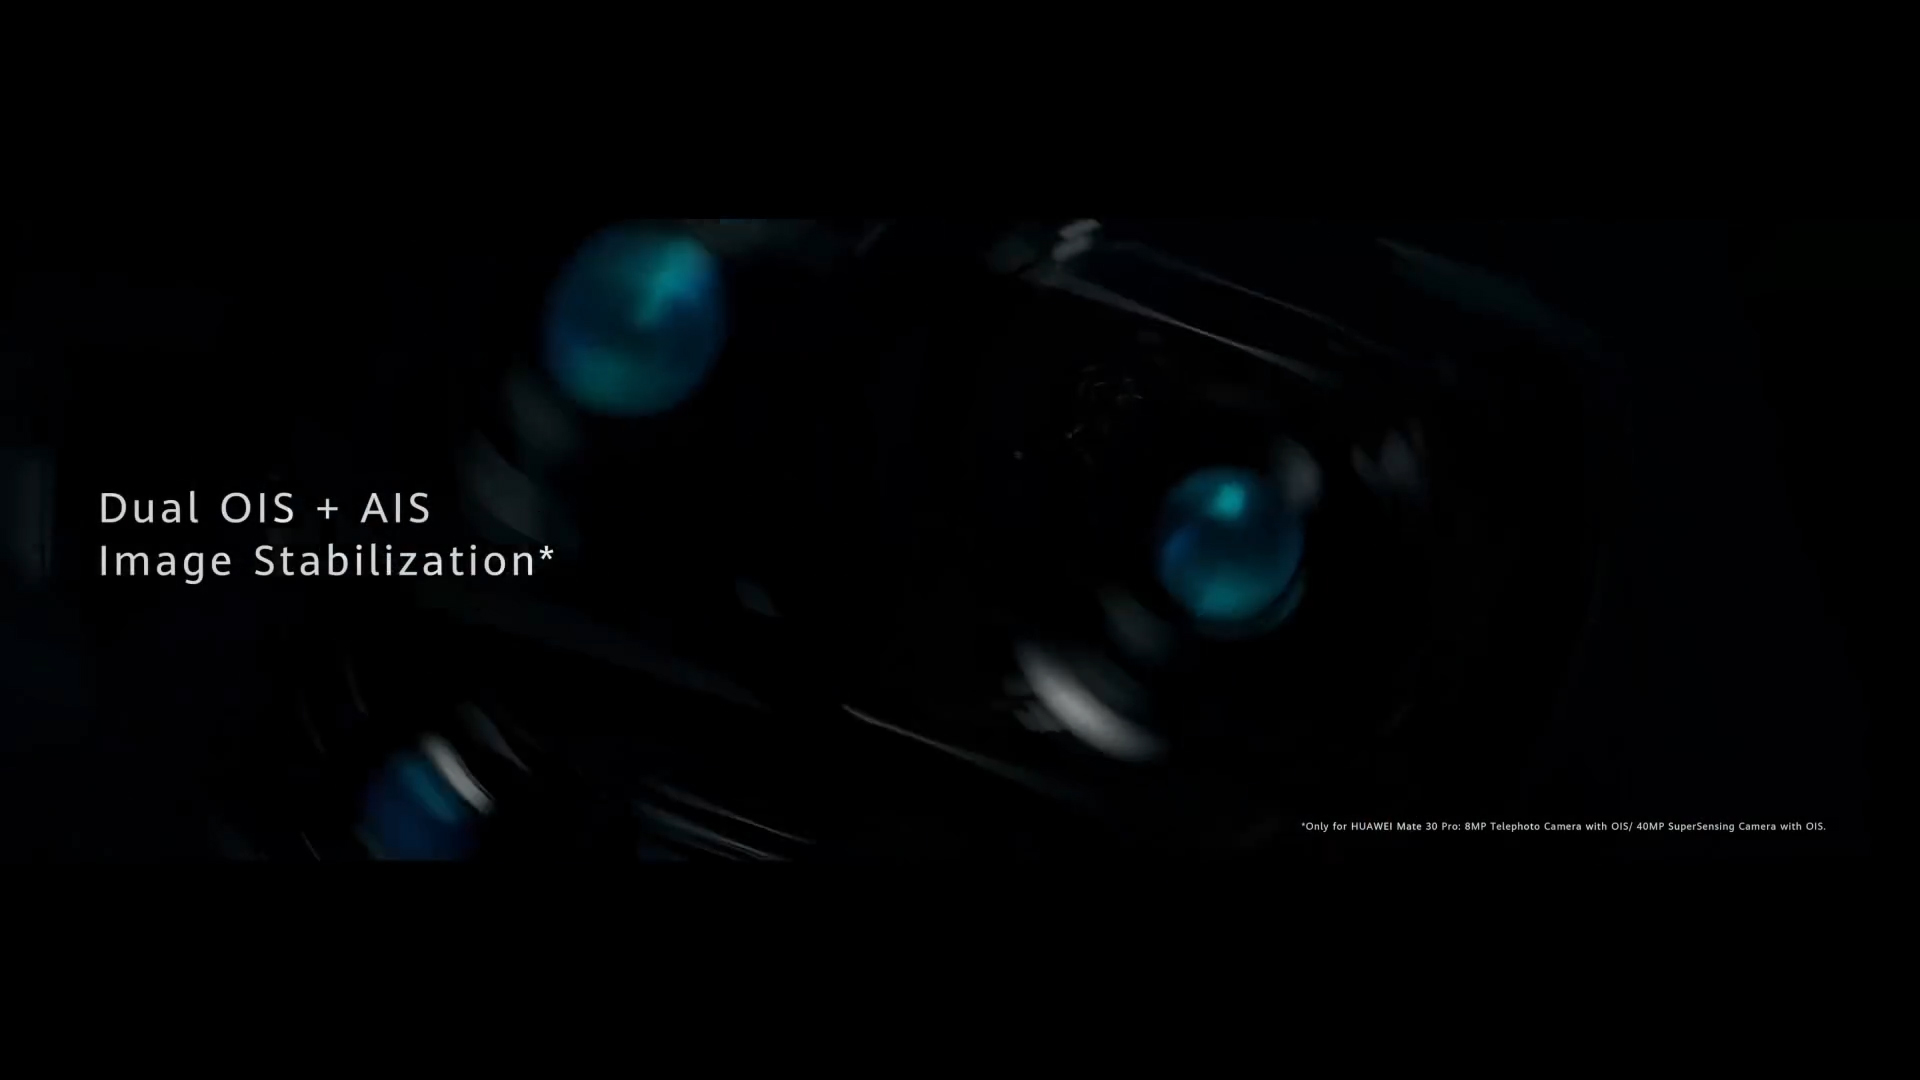 Dual OIS + AIS
Image Stabilization*
*Only for HUAWEI Mate 30 Pro: 8MP Telephoto Camera with OIS/ 40MP SuperSensing Camera with OIS.